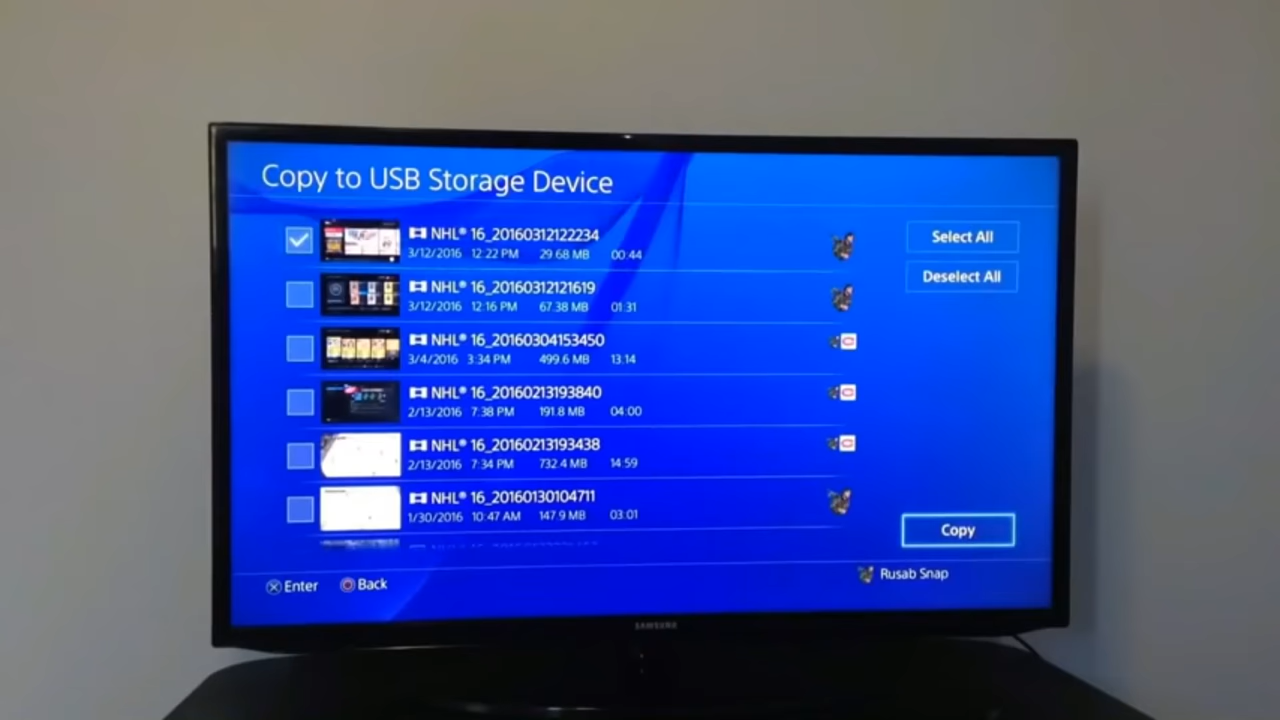 Copy to USB Storage Device
NHL® 16_20160312122234
3/12/2016 12:22 PM 29.68 MB 00:44
Select All
NHL® 16_20160312121619
3/12/2016 12:16 PM 67.38 MB 01:31
Deselect All
NHL® 16_20160304153450
3/4/2016 3:34 PM 499.6 MB 13:14
NHL® 16_20160213193840
2/13/2016 7:38 PM 191.8 MB 04:00
NHL® 16_20160213193438
2/13/2016 7:34 PM 732.4 MB 14:59
NHL® 16_20160130104711
1/30/2016 10:47 AM 147.9 MB 03:01
Copy
Rusab Snap
Enter Back
SAMSUNG